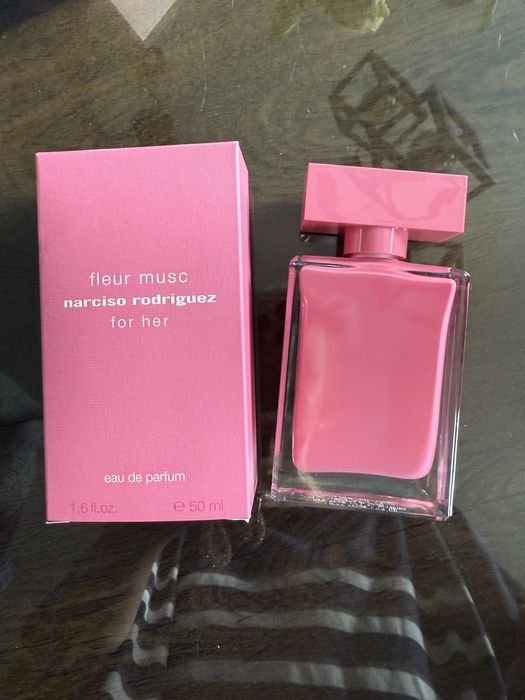 fleur musc
narciso rodriguez
for her
eau de parfum
1.6 fl.oz. ℮ 50 ml